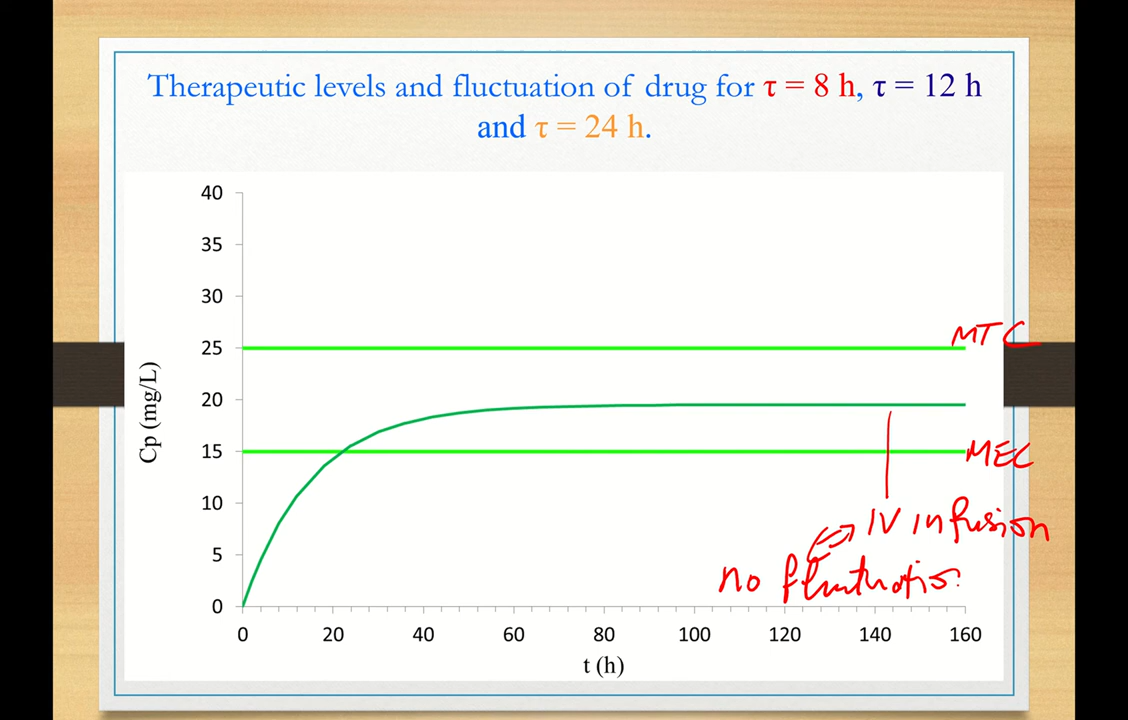 Therapeutic levels and fluctuation of drug for τ = 8 h, τ = 12 h
and τ = 24 h.
40
35
30
25
20
15
10
5
0
Cp (mg/L)
0 20 40 60 80 100 120 140 160
t (h)
MTC
MEC
IV infusion
no